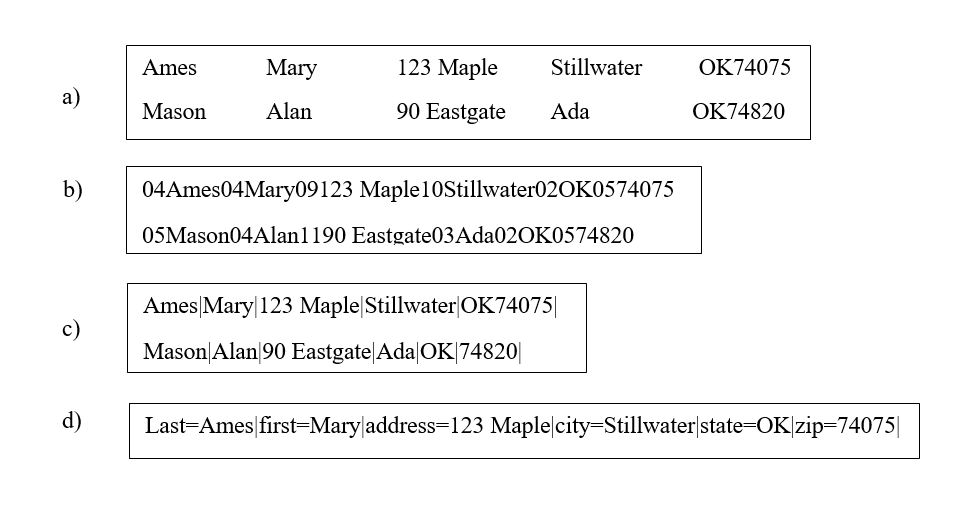 a)
Ames Mary 123 Maple Stillwater OK74075
Mason Alan 90 Eastgate Ada OK74820
b)
04Ames04Mary09123 Maple10Stillwater02OK0574075
05Mason04Alan1190 Eastgate03Ada02OK0574820
c)
Ames|Mary|123 Maple|Stillwater|OK74075|
Mason|Alan|90 Eastgate|Ada|OK|74820|
d)
Last=Ames|first=Mary|address=123 Maple|city=Stillwater|state=OK|zip=74075|